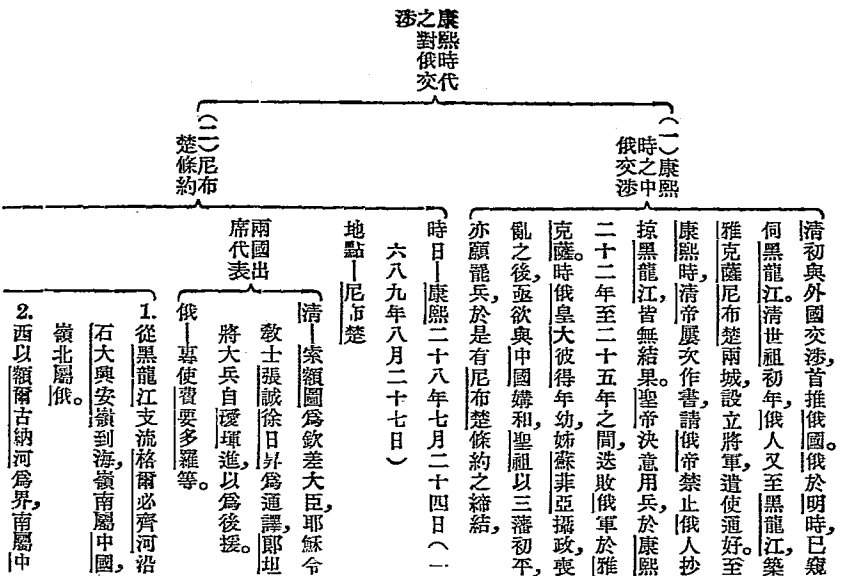 康熙時代
之對俄交
涉
(一)康熙
時之中
俄交涉
清初與外國交涉,首推俄國。俄於明時,已窺
伺黑龍江。清世祖初年,俄人又至黑龍江,築
雅克薩尼布楚兩城,設立將軍,遣使通好。至
康熙時,清帝屢次作書,請俄帝禁止俄人抄
掠黑龍江,皆無結果。聖帝決意用兵,於康熙
二十二年至二十五年之間,迭敗俄軍於雅
克薩。時俄皇大彼得年幼,姊蘇菲亞攝政,喪
亂之後,亟欲與中國媾和,聖祖以三藩初平,
亦願罷兵,於是有尼布楚條約之締結,
(二)尼布
楚條約
時日—康熙二十八年七月二十四日(一
六八九年八月二十七日)
地點—尼布楚
兩國出
席代表
清—索額圖爲欽差大臣,耶穌令
教士張誠徐日昇爲通譯,郎坦
將大兵自璦琿進,以爲後援。
俄—專使費要多羅等。
1.從黑龍江支流格爾必齊河沿
石大興安嶺到海,嶺南屬中國,
嶺北屬俄。
2.西以額爾古納河爲界,南屬中